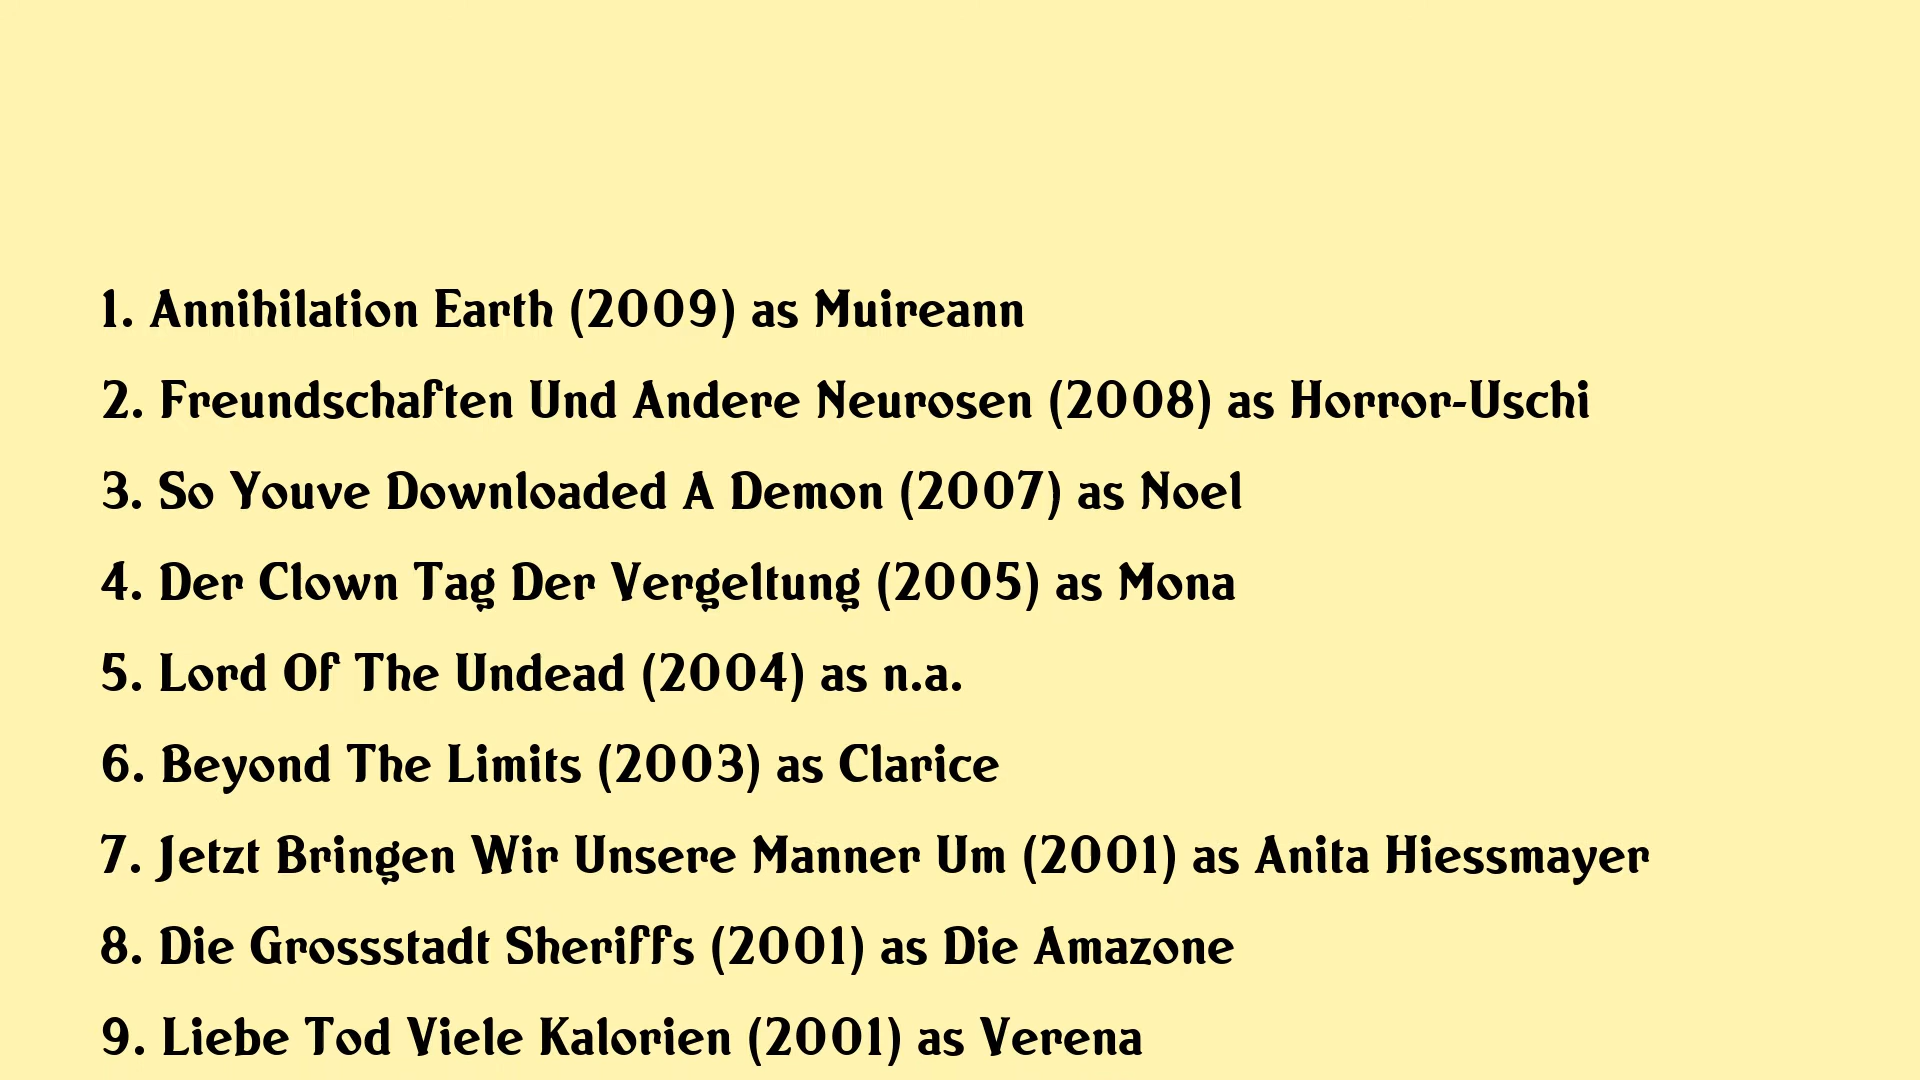 1. Annihilation Earth (2009) as Muireann
2. Freundschaften Und Andere Neurosen (2008) as Horror-Uschi
3. So Youve Downloaded A Demon (2007) as Noel
4. Der Clown Tag Der Vergeltung (2005) as Mona
5. Lord Of The Undead (2004) as n.a.
6. Beyond The Limits (2003) as Clarice
7. Jetzt Bringen Wir Unsere Manner Um (2001) as Anita Hiessmayer
8. Die Grossstadt Sheriffs (2001) as Die Amazone
9. Liebe Tod Viele Kalorien (2001) as Verena